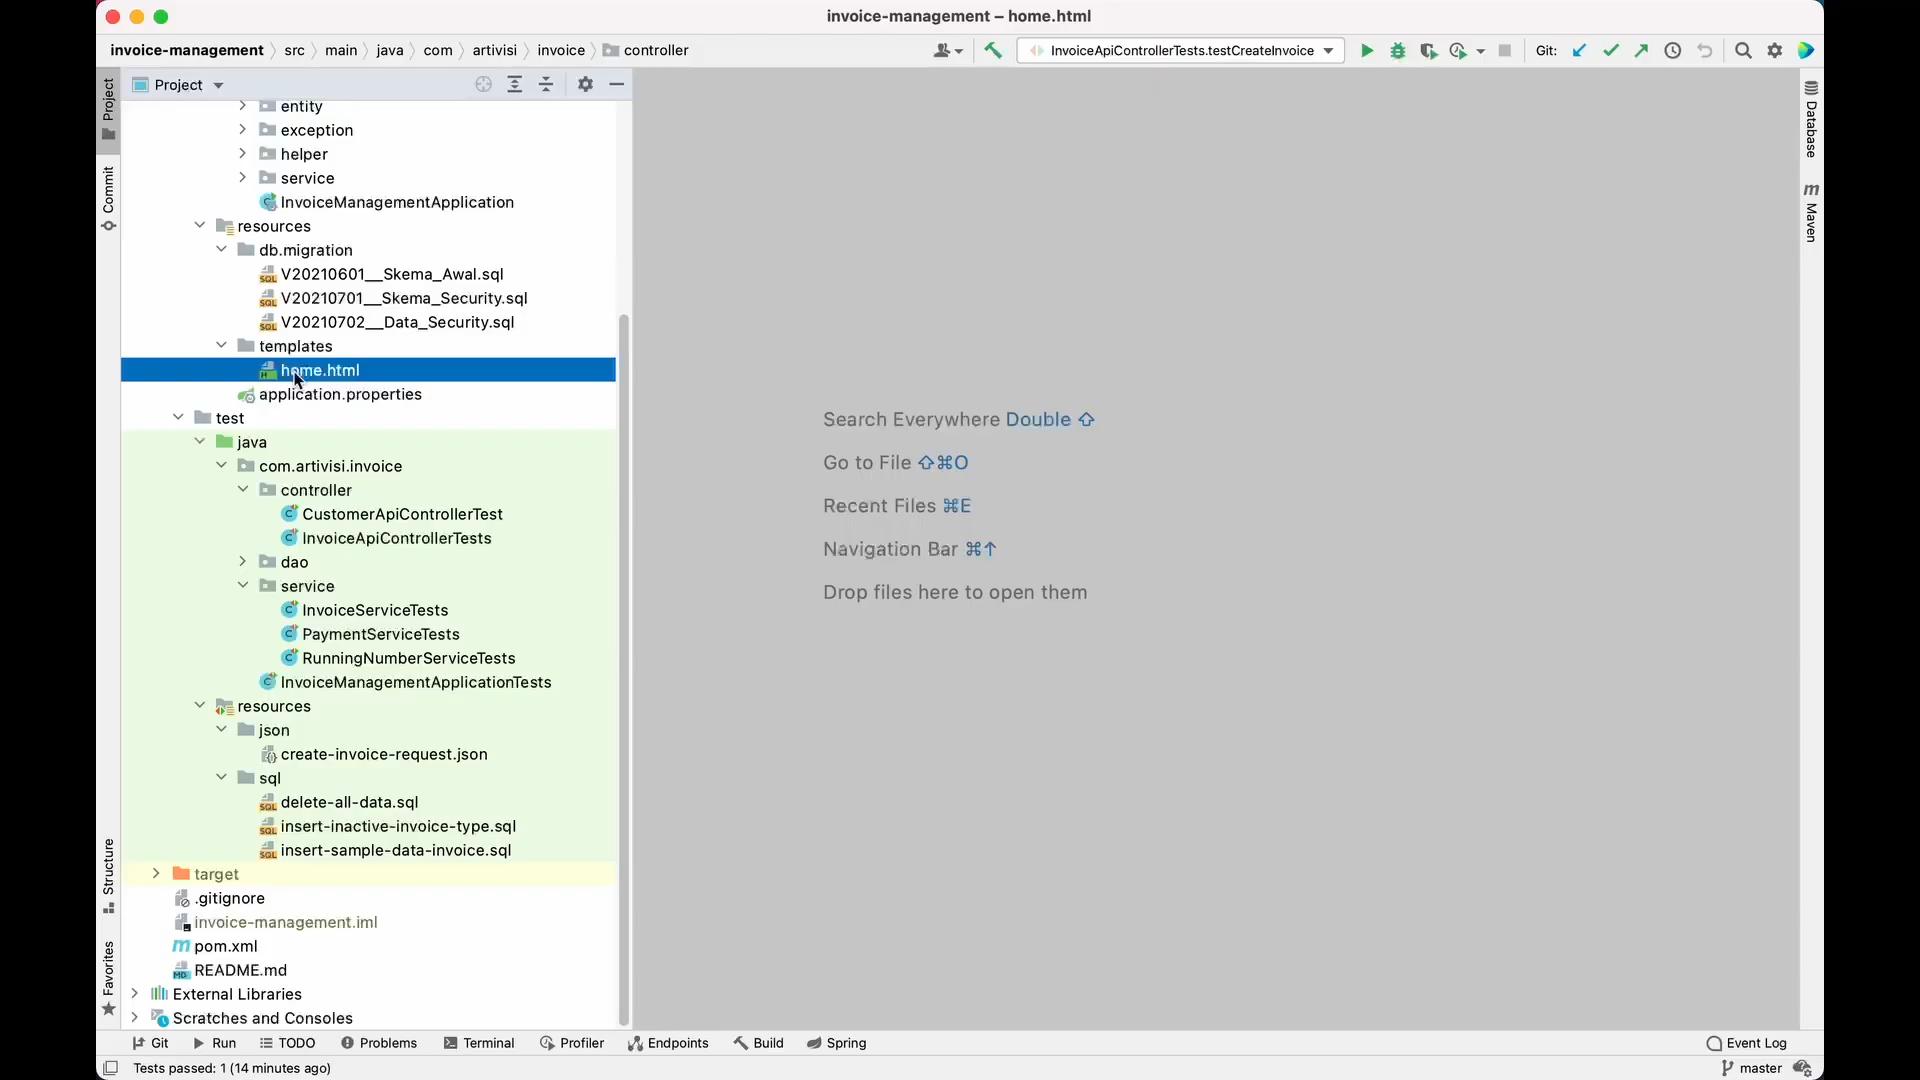 invoice-management – home.html
invoice-management src main java com artivisi invoice controller
InvoiceApiControllerTests.testCreateInvoice
Git:
Project
Project
Commit
Structure
Favorites
entity
exception
helper
service
InvoiceManagementApplication
resources
db.migration
V20210601__Skema_Awal.sql
V20210701__Skema_Security.sql
V20210702__Data_Security.sql
templates
home.html
application.properties
test
java
com.artivisi.invoice
controller
CustomerApiControllerTest
InvoiceApiControllerTests
dao
service
InvoiceServiceTests
PaymentServiceTests
RunningNumberServiceTests
InvoiceManagementApplicationTests
resources
json
create-invoice-request.json
sql
delete-all-data.sql
insert-inactive-invoice-type.sql
insert-sample-data-invoice.sql
target
.gitignore
invoice-management.iml
pom.xml
README.md
External Libraries
Scratches and Consoles
Search Everywhere Double ⇧
Go to File ⇧⌘O
Recent Files ⌘E
Navigation Bar ⌘↑
Drop files here to open them
Database
Maven
Git Run TODO Problems Terminal Profiler Endpoints Build Spring Event Log
Tests passed: 1 (14 minutes ago) master